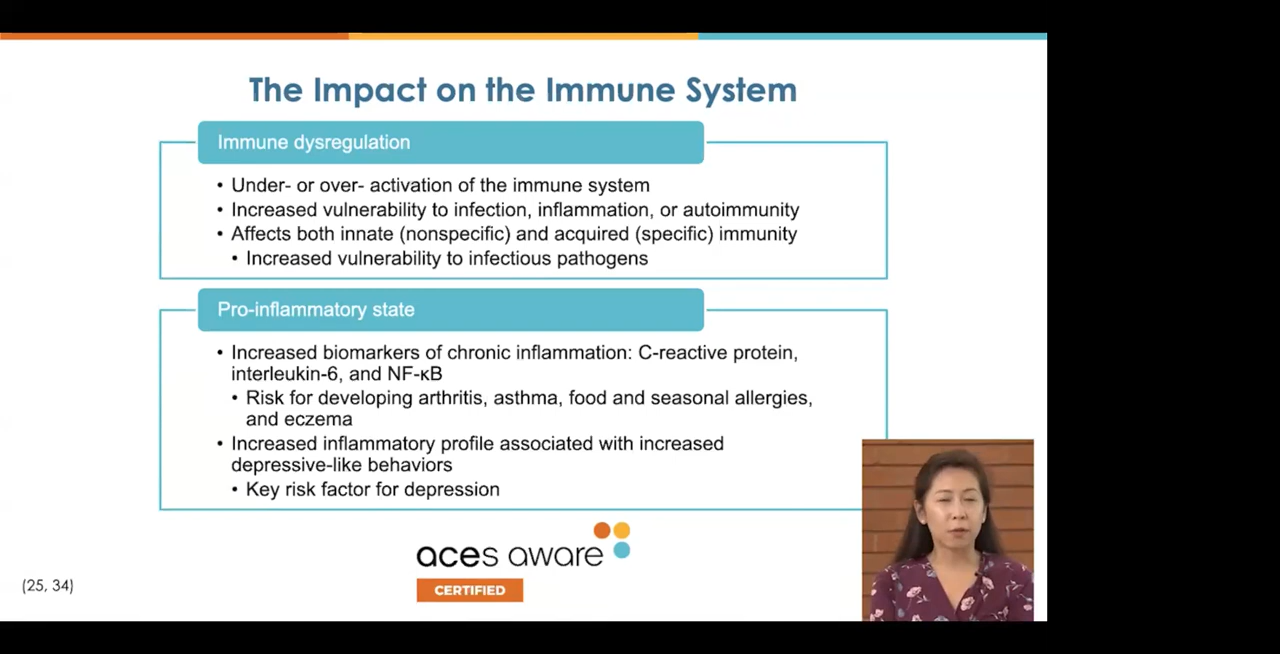 The Impact on the Immune System
Immune dysregulation
• Under- or over- activation of the immune system
• Increased vulnerability to infection, inflammation, or autoimmunity
• Affects both innate (nonspecific) and acquired (specific) immunity
• Increased vulnerability to infectious pathogens
Pro-inflammatory state
• Increased biomarkers of chronic inflammation: C-reactive protein,
interleukin-6, and NF-κB
• Risk for developing arthritis, asthma, food and seasonal allergies,
and eczema
• Increased inflammatory profile associated with increased
depressive-like behaviors
• Key risk factor for depression
aces aware
CERTIFIED
(25, 34)